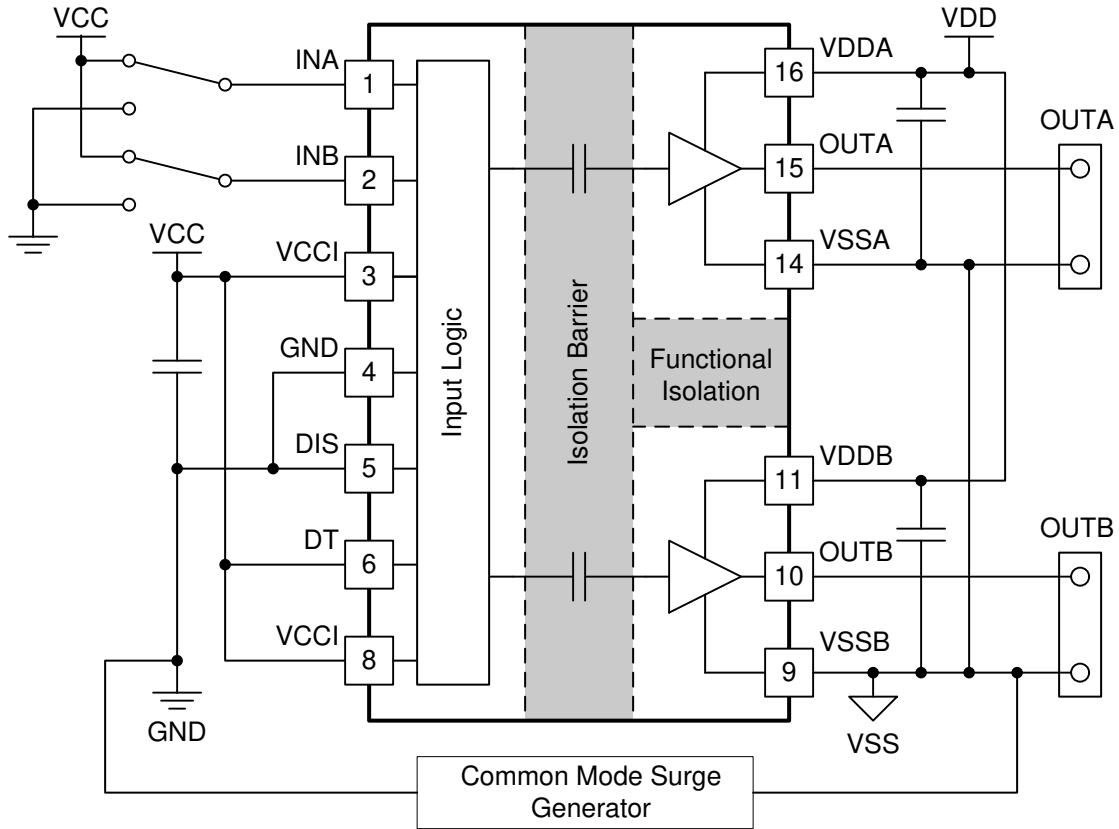 VCC
VDD
INA
1
16
VDDA
OUTA
INB
2
15
OUTA
VCC
VCCI
3
14
VSSA
GND
4
Input Logic
Isolation Barrier
Functional
Isolation
DIS
5
11
VDDB
DT
6
10
OUTB
OUTB
VCCI
8
9
VSSB
GND
VSS
Common Mode Surge
Generator